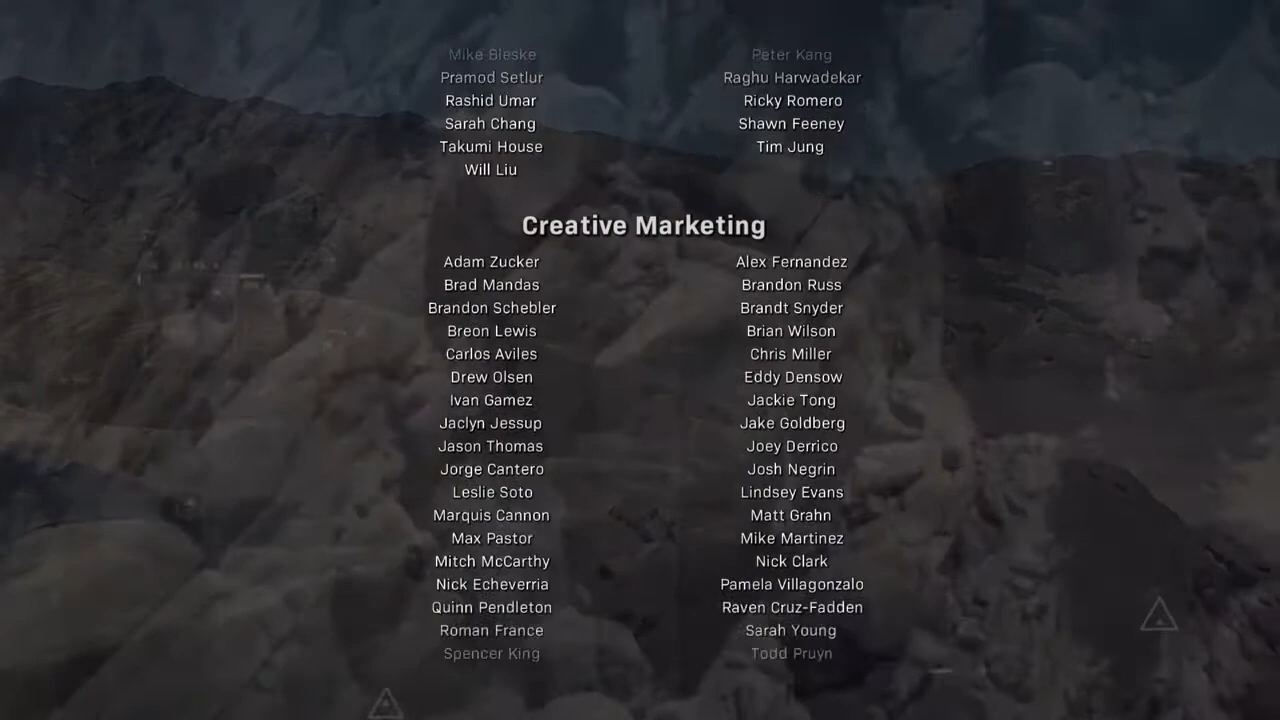 Mike Bleske Peter Kang
Pramod Setlur Raghu Harwadekar
Rashid Umar Ricky Romero
Sarah Chang Shawn Feeney
Takumi House Tim Jung
Will Liu
Creative Marketing
Adam Zucker Alex Fernandez
Brad Mandas Brandon Russ
Brandon Schebler Brandt Snyder
Breon Lewis Brian Wilson
Carlos Aviles Chris Miller
Drew Olsen Eddy Densow
Ivan Gamez Jackie Tong
Jaclyn Jessup Jake Goldberg
Jason Thomas Joey Derrico
Jorge Cantero Josh Negrin
Leslie Soto Lindsey Evans
Marquis Cannon Matt Grahn
Max Pastor Mike Martinez
Mitch McCarthy Nick Clark
Nick Echeverria Pamela Villagonzalo
Quinn Pendleton Raven Cruz-Fadden
Roman France Sarah Young
Spencer King Todd Pruyn